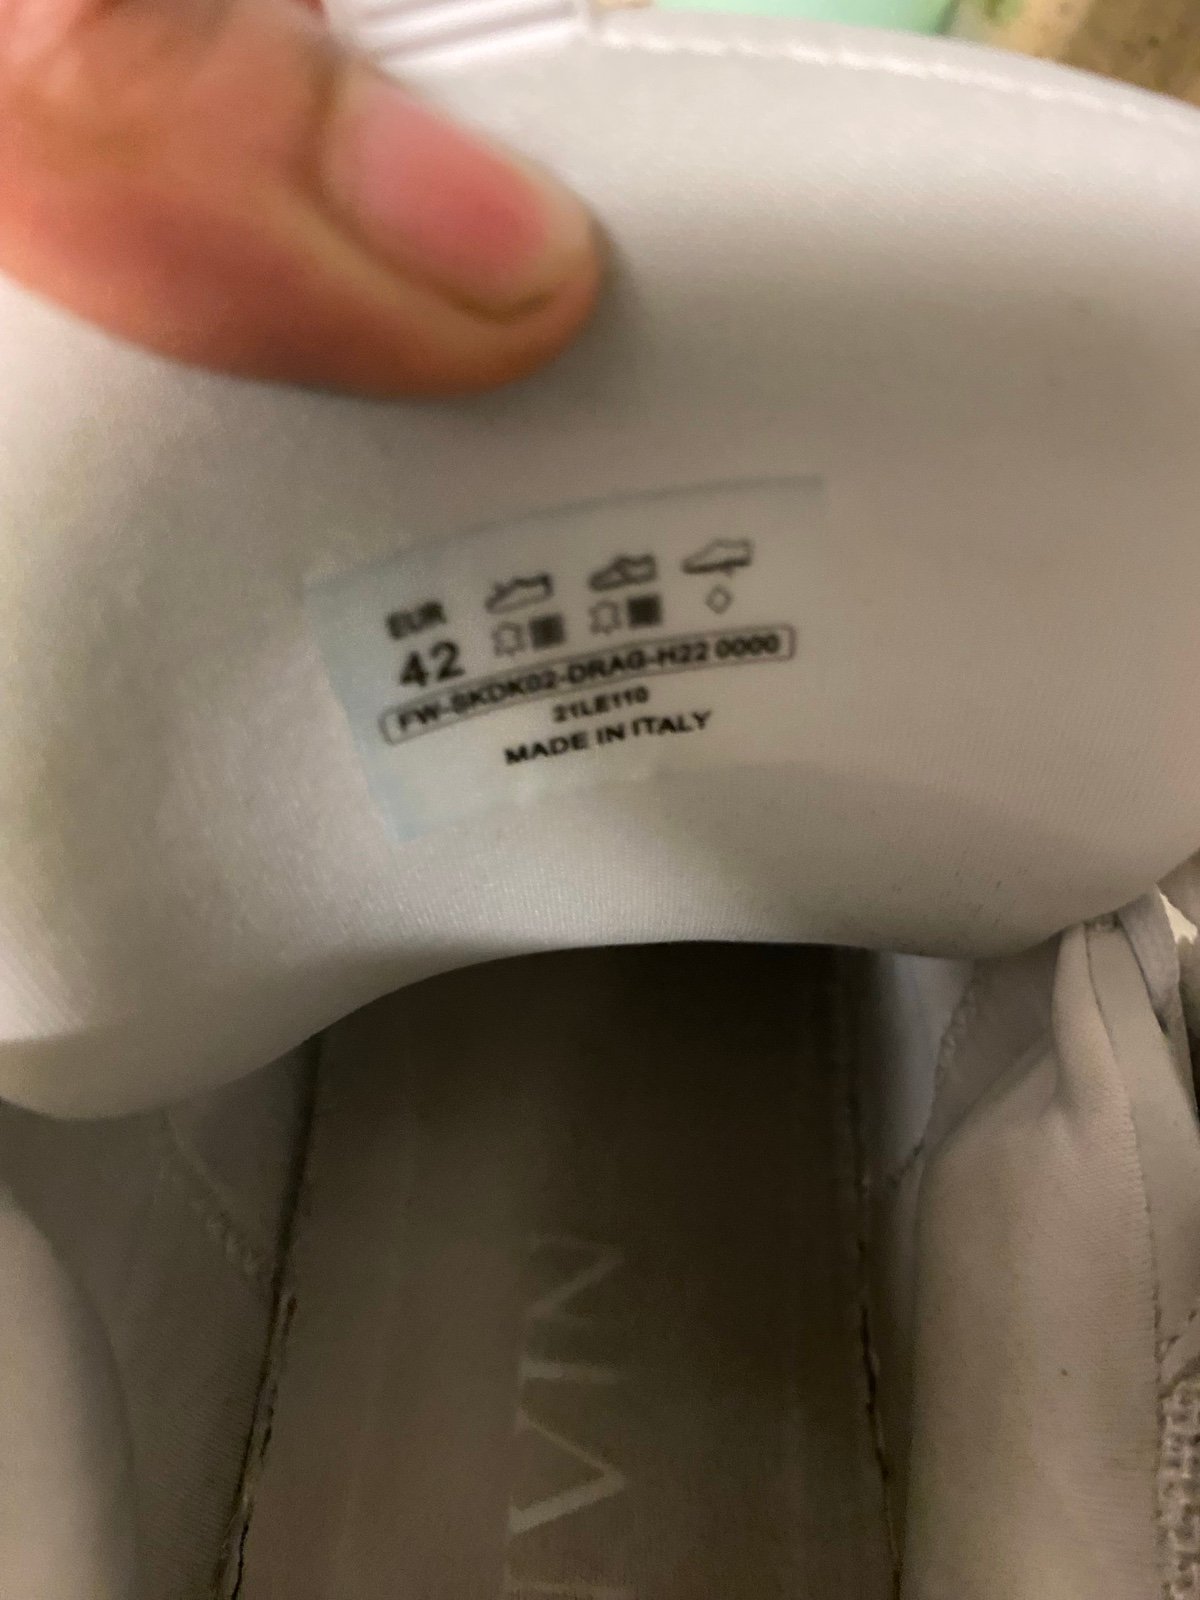 EUR
42
FW-SKDK02-DRAG-H22 0000
21LE110
MADE IN ITALY